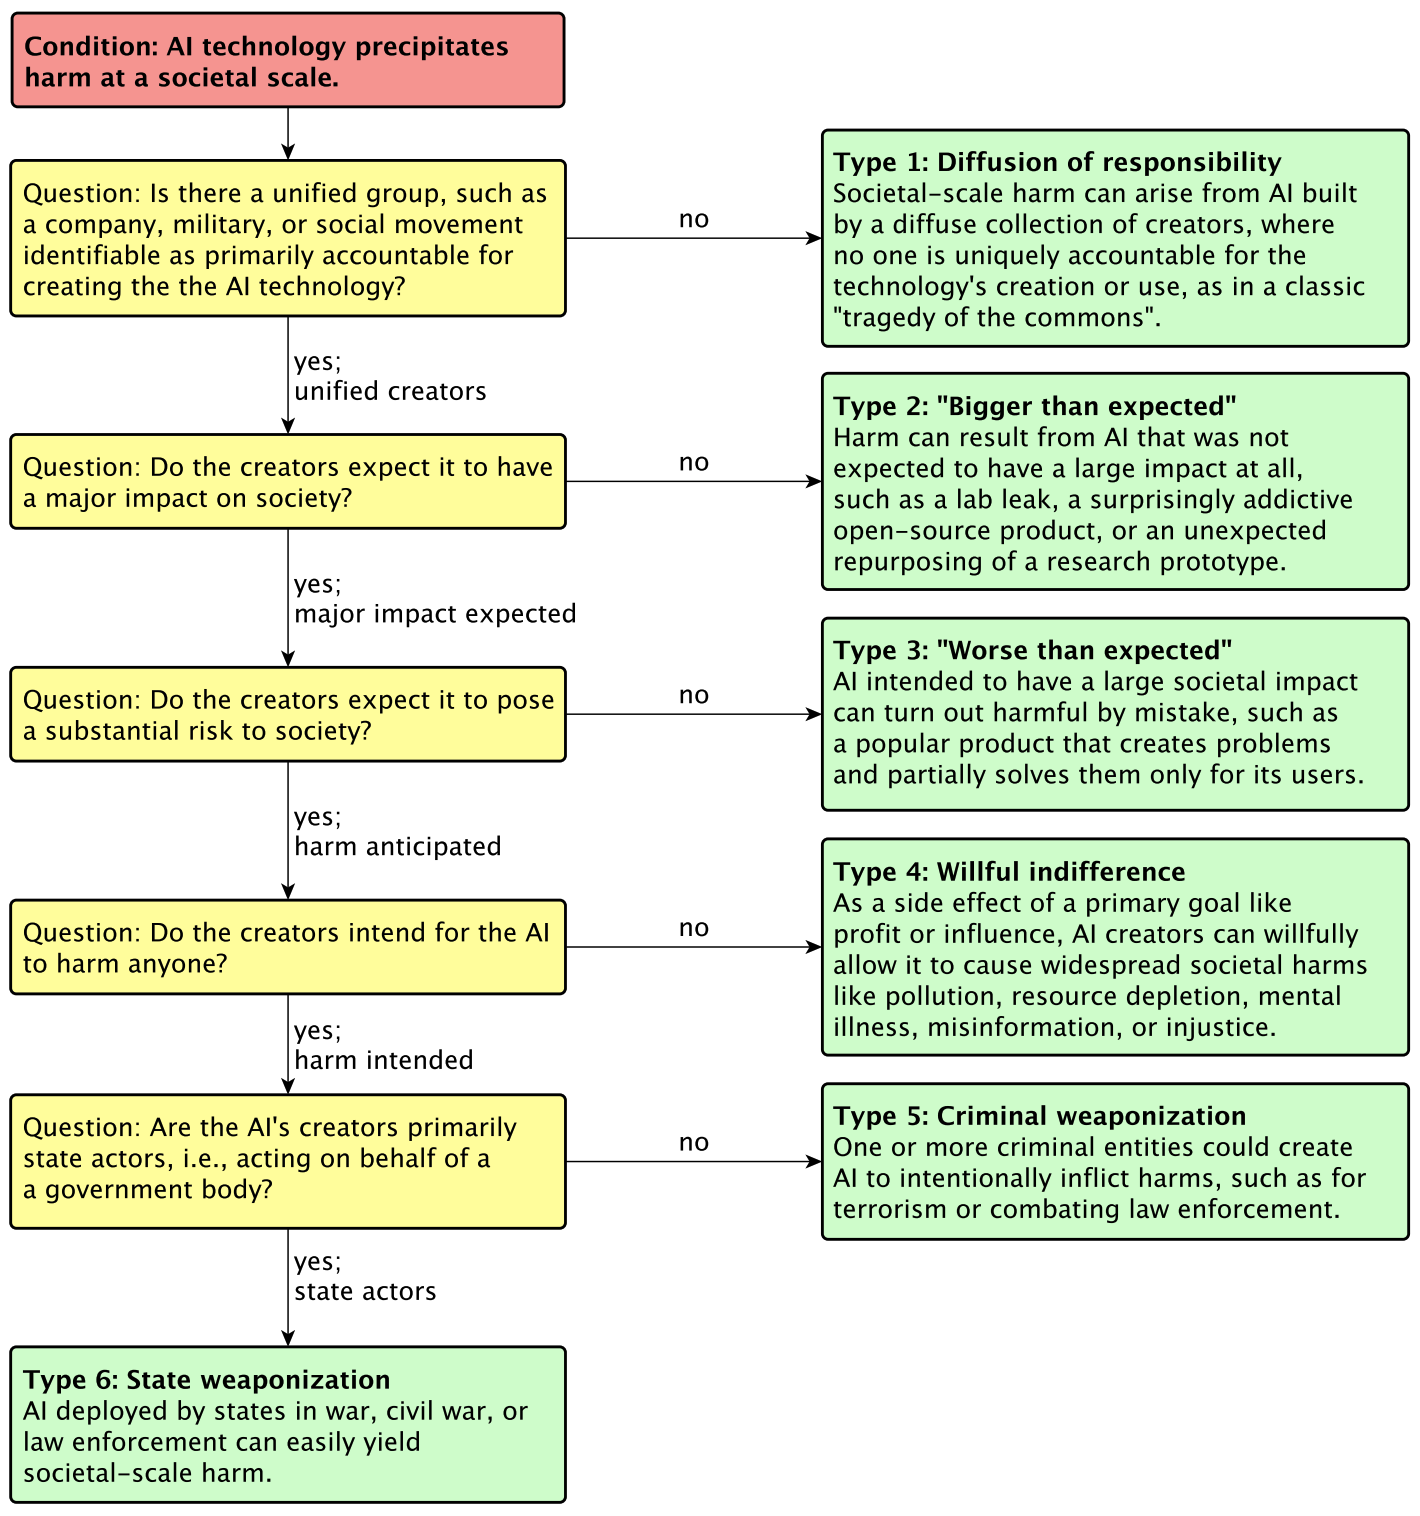 Condition: AI technology precipitates
harm at a societal scale.
Question: Is there a unified group, such as
a company, military, or social movement
identifiable as primarily accountable for
creating the the AI technology?
no
Type 1: Diffusion of responsibility
Societal-scale harm can arise from AI built
by a diffuse collection of creators, where
no one is uniquely accountable for the
technology's creation or use, as in a classic
"tragedy of the commons".
yes;
unified creators
Question: Do the creators expect it to have
a major impact on society?
no
Type 2: "Bigger than expected"
Harm can result from AI that was not
expected to have a large impact at all,
such as a lab leak, a surprisingly addictive
open-source product, or an unexpected
repurposing of a research prototype.
yes;
major impact expected
Question: Do the creators expect it to pose
a substantial risk to society?
no
Type 3: "Worse than expected"
AI intended to have a large societal impact
can turn out harmful by mistake, such as
a popular product that creates problems
and partially solves them only for its users.
yes;
harm anticipated
Question: Do the creators intend for the AI
to harm anyone?
no
Type 4: Willful indifference
As a side effect of a primary goal like
profit or influence, AI creators can willfully
allow it to cause widespread societal harms
like pollution, resource depletion, mental
illness, misinformation, or injustice.
yes;
harm intended
Question: Are the AI's creators primarily
state actors, i.e., acting on behalf of a
a government body?
no
Type 5: Criminal weaponization
One or more criminal entities could create
AI to intentionally inflict harms, such as for
terrorism or combating law enforcement.
yes;
state actors
Type 6: State weaponization
AI deployed by states in war, civil war, or
law enforcement can easily yield
societal-scale harm.